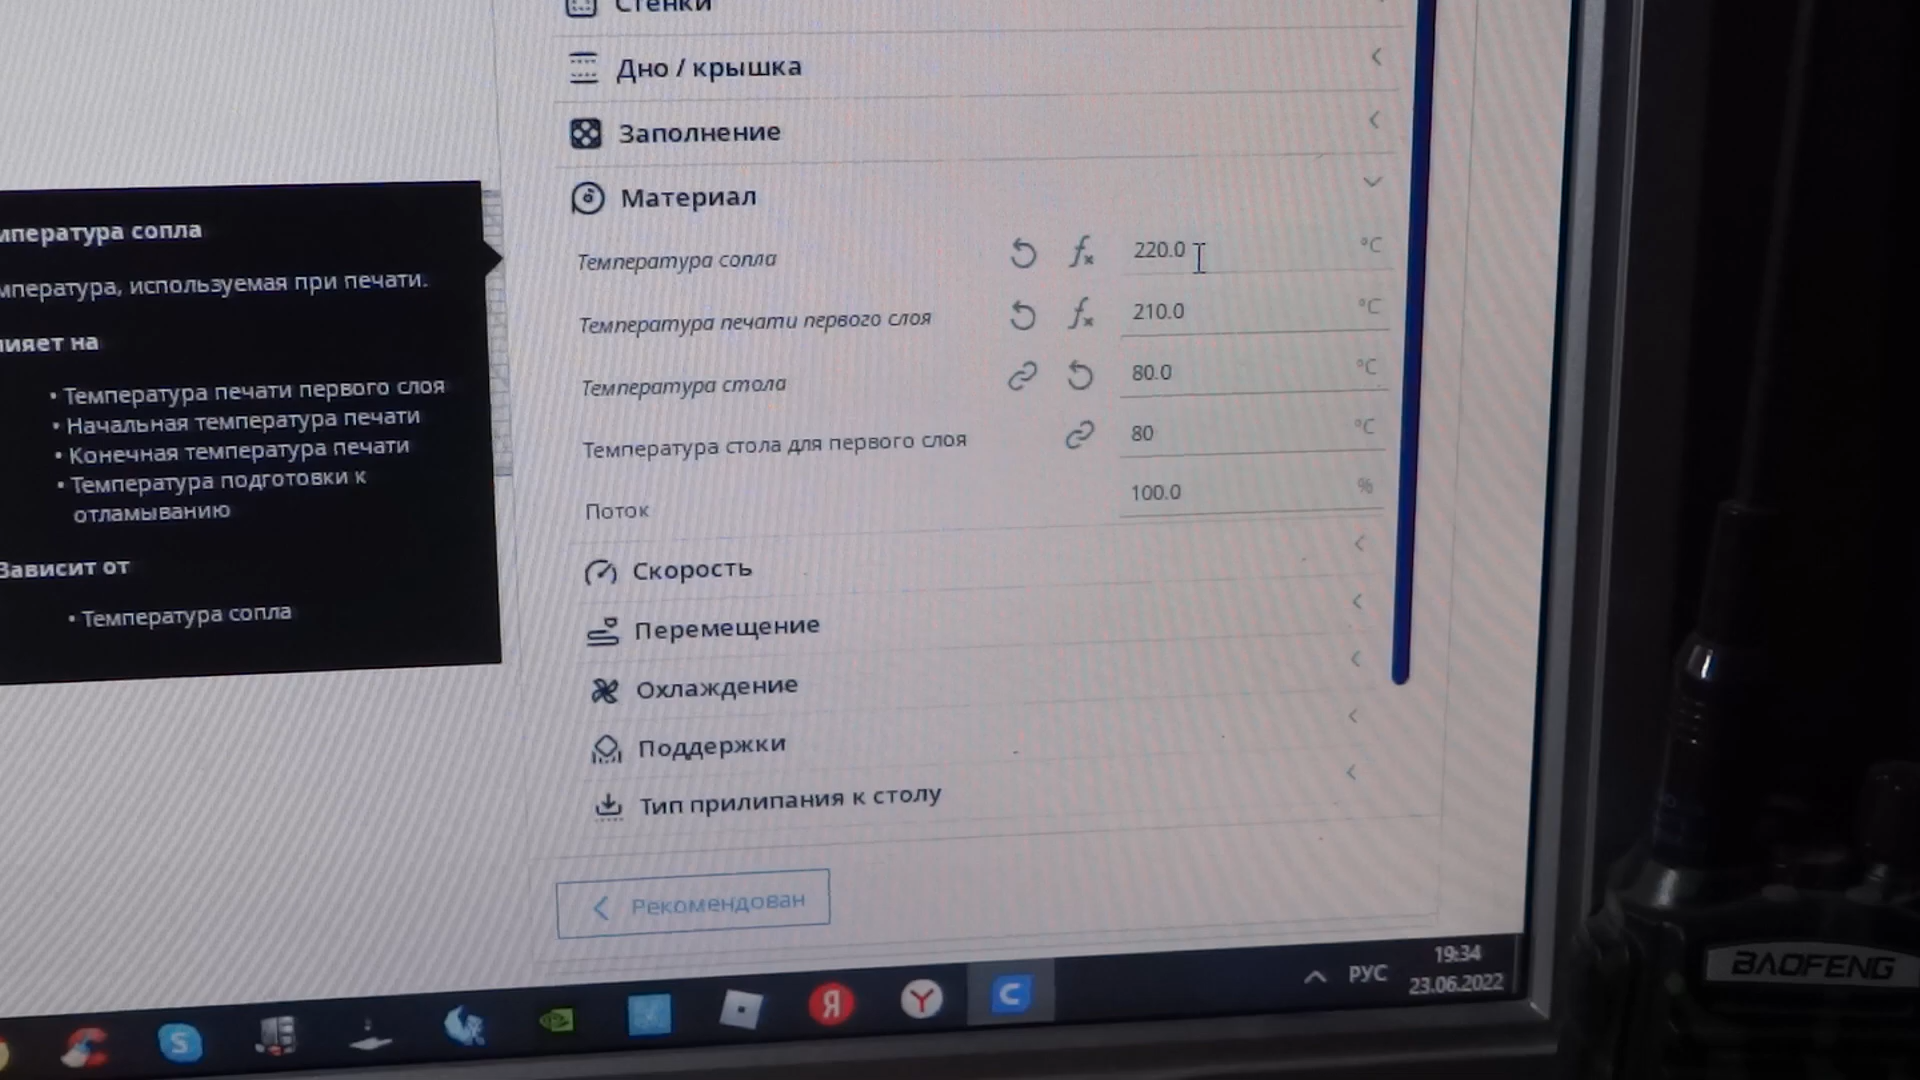 Стенки
Дно / крышка
Заполнение
Материал
Температура сопла 220.0 °C
Температура печати первого слоя 210.0 °C
Температура стола 80.0 °C
Температура стола для первого слоя 80 °C
Поток 100.0 %
Скорость
Перемещение
Охлаждение
Поддержки
Тип прилипания к столу
Рекомендован
мпература сопла
мпература, используемая при печати.
лияет на
• Температура печати первого слоя
• Начальная температура печати
• Конечная температура печати
• Температура подготовки к
отламыванию
Зависит от
• Температура сопла
РУС
19:34
23.06.2022
BAOFENG